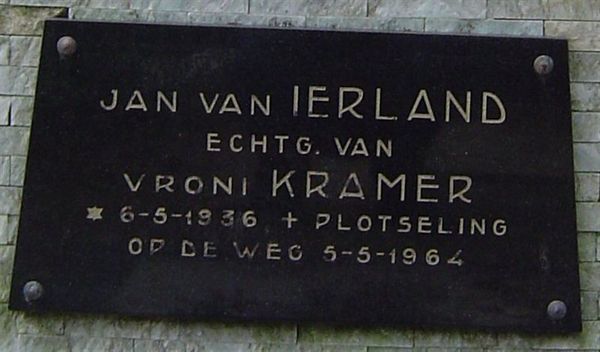 JAN VAN IERLAND
ECHTG. VAN
VRONI KRAMER
* 6-5-1936 + PLOTSELING
OP DE WEG 5-5-1964